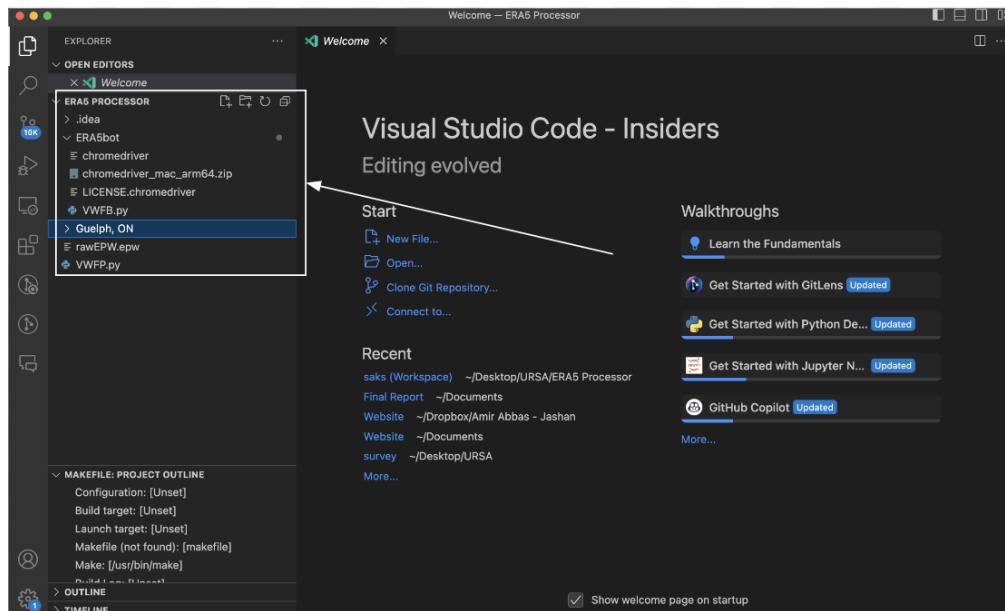 Welcome — ERA5 Processor
EXPLORER
OPEN EDITORS
Welcome
ERA5 PROCESSOR
.idea
ERA5bot
chromedriver
chromedriver_mac_arm64.zip
LICENSE.chromedriver
VWFB.py
Guelph, ON
rawEPW.epw
VWFP.py
10K
MAKEFILE: PROJECT OUTLINE
Configuration: [Unset]
Build target: [Unset]
Launch target: [Unset]
Makefile (not found): [makefile]
Make: [/usr/bin/make]
Build Log: [Unset]
OUTLINE
TIMELINE
1
Welcome
Visual Studio Code - Insiders
Editing evolved
Start
New File...
Open...
Clone Git Repository...
Connect to...
Recent
saks (Workspace) ~/Desktop/URSA/ERA5 Processor
Final Report ~/Documents
Website ~/Dropbox/Amir Abbas - Jashan
Website ~/Documents
survey ~/Desktop/URSA
More...
Walkthroughs
Learn the Fundamentals
Get Started with GitLens Updated
Get Started with Python De... Updated
Get Started with Jupyter N... Updated
GitHub Copilot Updated
More...
Show welcome page on startup